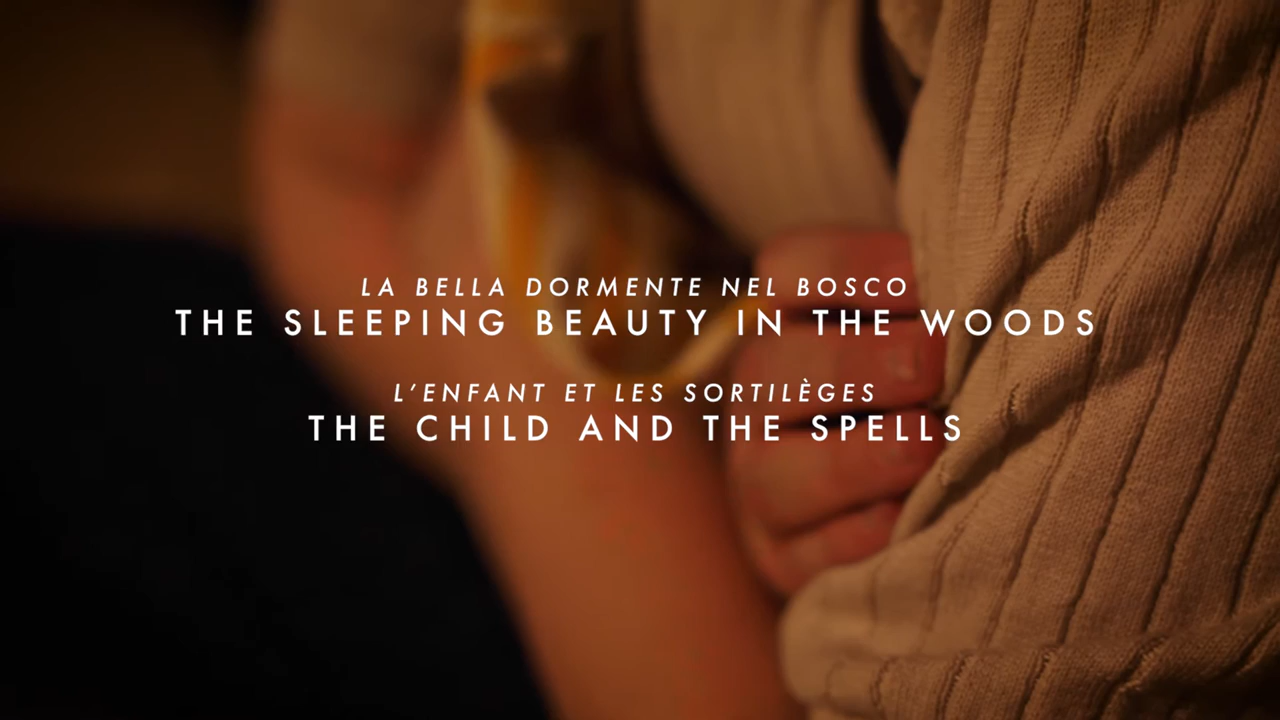 LA BELLA DORMENTE NEL BOSCO
THE SLEEPING BEAUTY IN THE WOODS
L’ENFANT ET LES SORTILÈGES
THE CHILD AND THE SPELLS